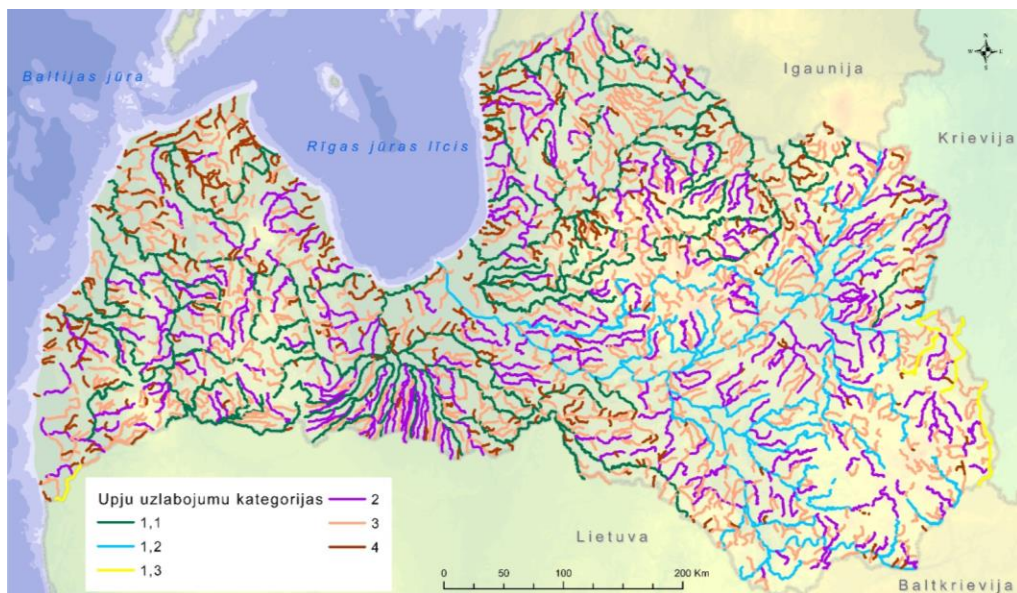 N
W E
S
Igaunija
Baltijas jūra
Krievija
Rīgas jūras līcis
Upju uzlabojumu kategorijas
1,1
1,2
1,3
2
3
4
Lietuva
0 50 100 200 Km
Baltkrievija